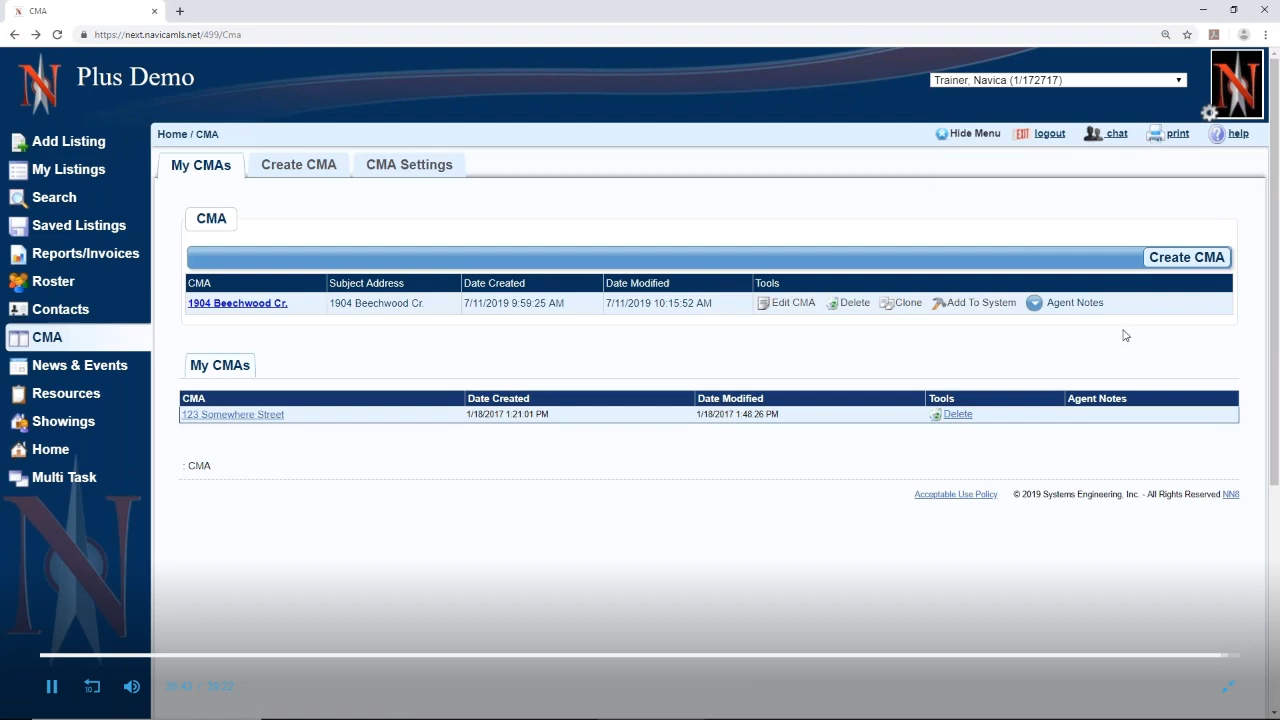 CMA
https://next.navicamls.net/499/Cma
Plus Demo
Trainer, Navica (1/172717)
Add Listing
My Listings
Search
Saved Listings
Reports/Invoices
Roster
Contacts
CMA
News & Events
Resources
Showings
Home
Multi Task
Home / CMA
Hide Menu EXIT logout chat print help
My CMAs Create CMA CMA Settings
CMA
Create CMA
CMA Subject Address Date Created Date Modified Tools
1904 Beechwood Cr. 1904 Beechwood Cr. 7/11/2019 9:59:25 AM 7/11/2019 10:15:52 AM Edit CMA Delete Clone Add To System Agent Notes
My CMAs
CMA Date Created Date Modified Tools Agent Notes
123 Somewhere Street 1/18/2017 1:21:01 PM 1/18/2017 1:48:26 PM Delete
: CMA
Acceptable Use Policy © 2019 Systems Engineering, Inc. - All Rights Reserved NN8
10 / 39:22